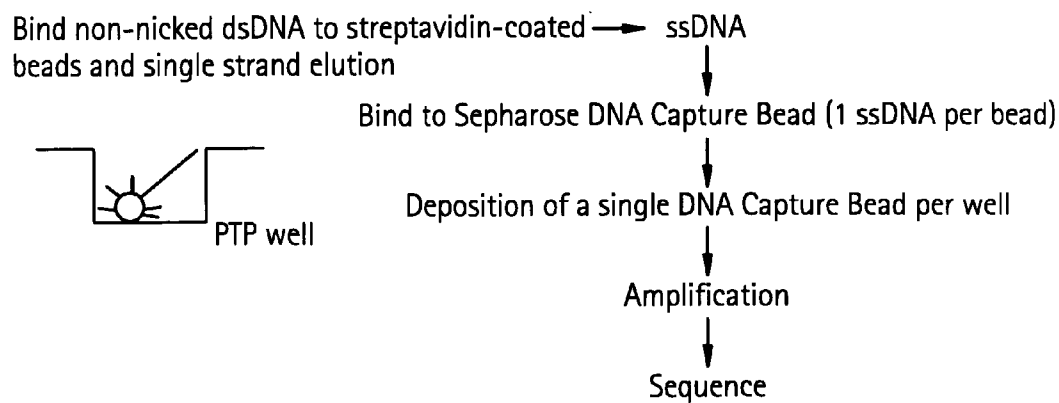 Bind non-nicked dsDNA to streptavidin-coated
beads and single strand elution
ssDNA
Bind to Sepharose DNA Capture Bead (1 ssDNA per bead)
Deposition of a single DNA Capture Bead per well
PTP well
Amplification
Sequence